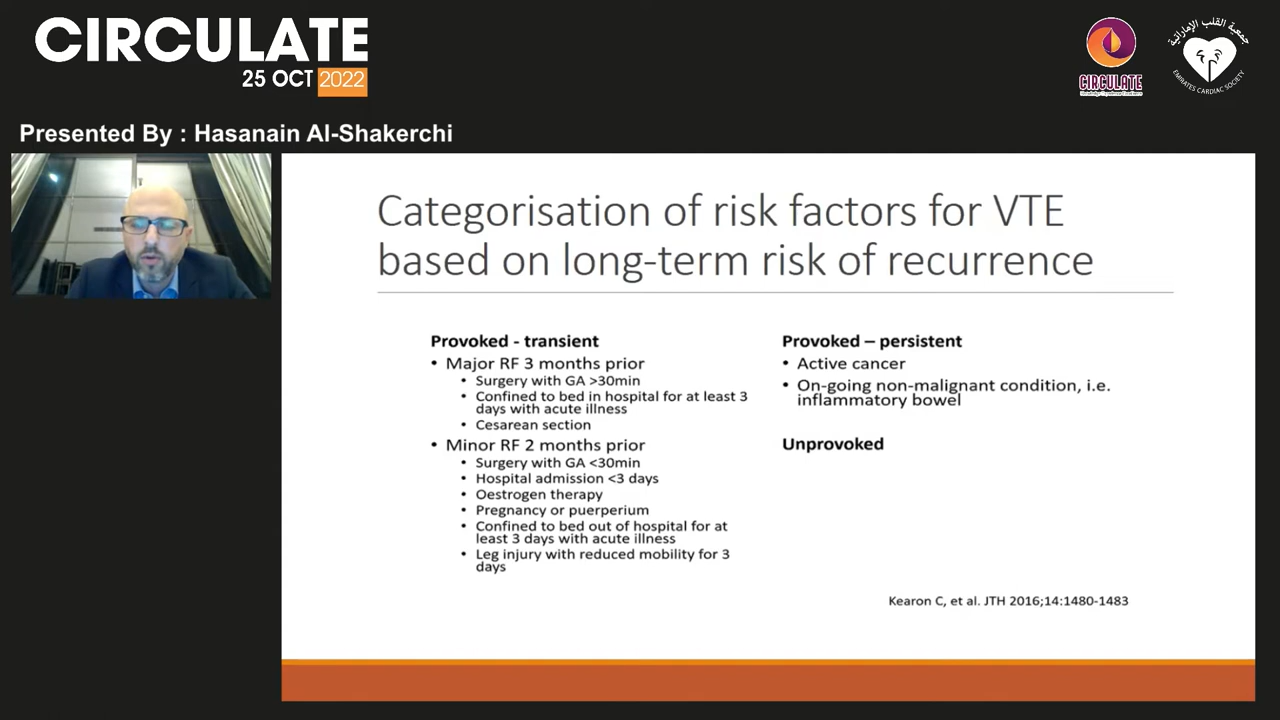 CIRCULATE
25 OCT 2022
CIRCULATE
جمعية القلب الإماراتية
EMIRATES CARDIAC SOCIETY
Presented By : Hasanain Al-Shakerchi
Categorisation of risk factors for VTE
based on long-term risk of recurrence
Provoked - transient
• Major RF 3 months prior
• Surgery with GA >30min
• Confined to bed in hospital for at least 3
days with acute illness
• Cesarean section
• Minor RF 2 months prior
• Surgery with GA <30min
• Hospital admission <3 days
• Oestrogen therapy
• Pregnancy or puerperium
• Confined to bed out of hospital for at
least 3 days with acute illness
• Leg injury with reduced mobility for 3
days
Provoked – persistent
• Active cancer
• On-going non-malignant condition, i.e.
inflammatory bowel
Unprovoked
Kearon C, et al. JTH 2016;14:1480-1483